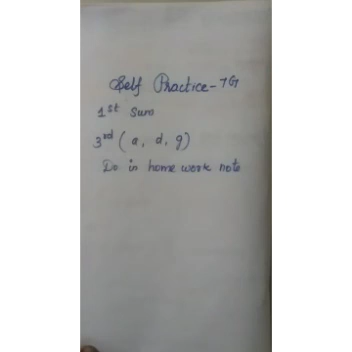 Self Practice-7G
1st Sum
3rd (a, d, g)
Do in home work note